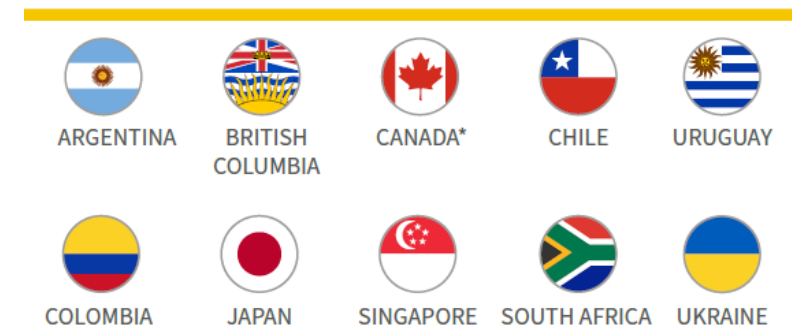 ARGENTINA
BRITISH
COLUMBIA
CANADA*
CHILE
URUGUAY
COLOMBIA
JAPAN
SINGAPORE
SOUTH AFRICA
UKRAINE